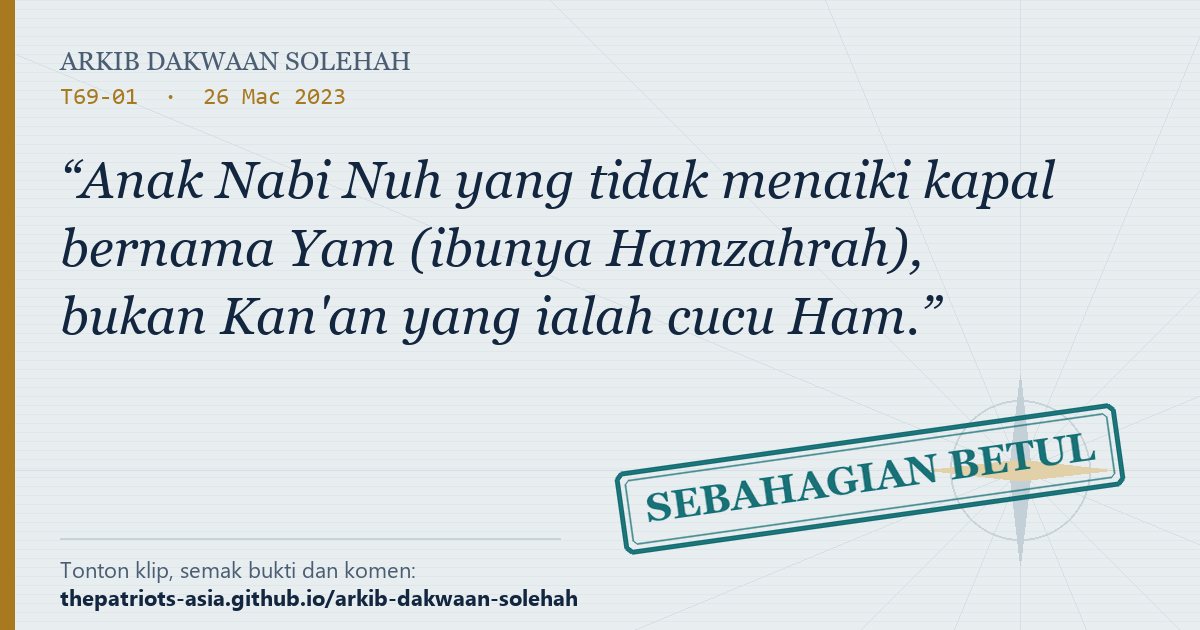 ARKIB DAKWAAN SOLEHAH
T69-01 · 26 Mac 2023
“Anak Nabi Nuh yang tidak menaiki kapal
bernama Yam (ibunya Hamzahrah),
bukan Kan'an yang ialah cucu Ham.”
SEBAHAGIAN BETUL
Tonton klip, semak bukti dan komen:
thepatriots-asia.github.io/arkib-dakwaan-solehah